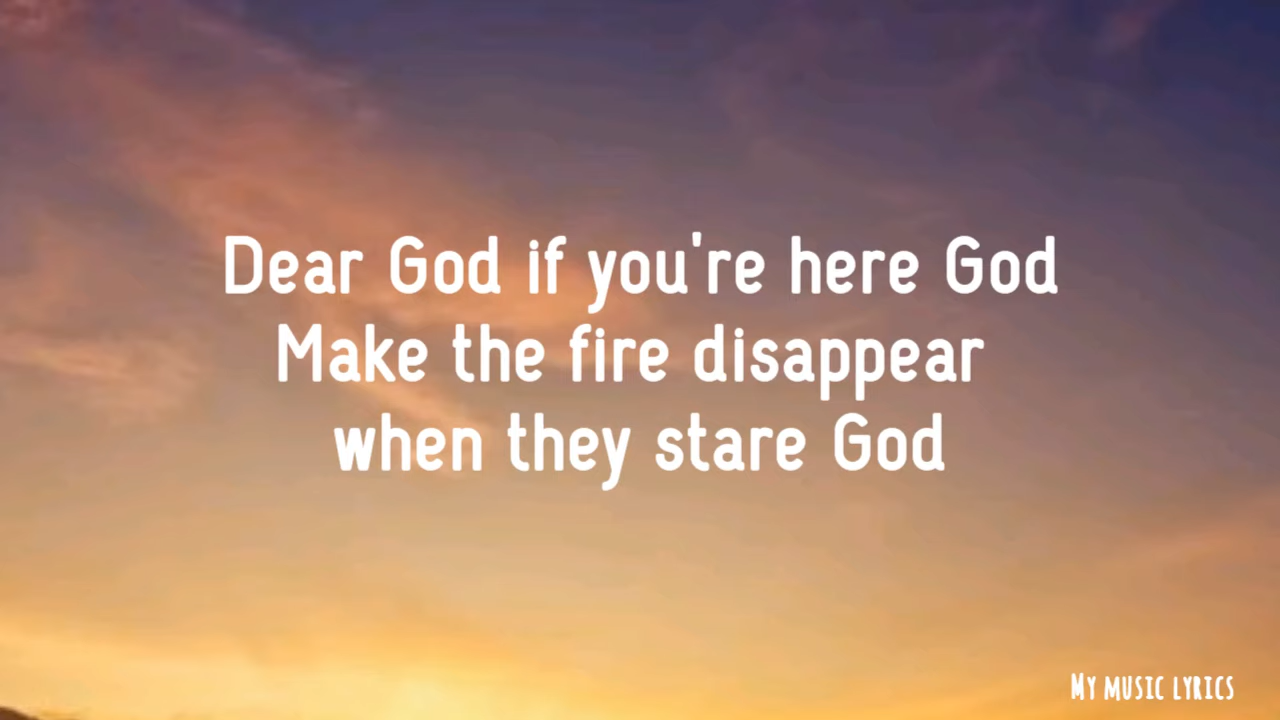 Dear God if you're here God
Make the fire disappear
when they stare God
My music lyrics